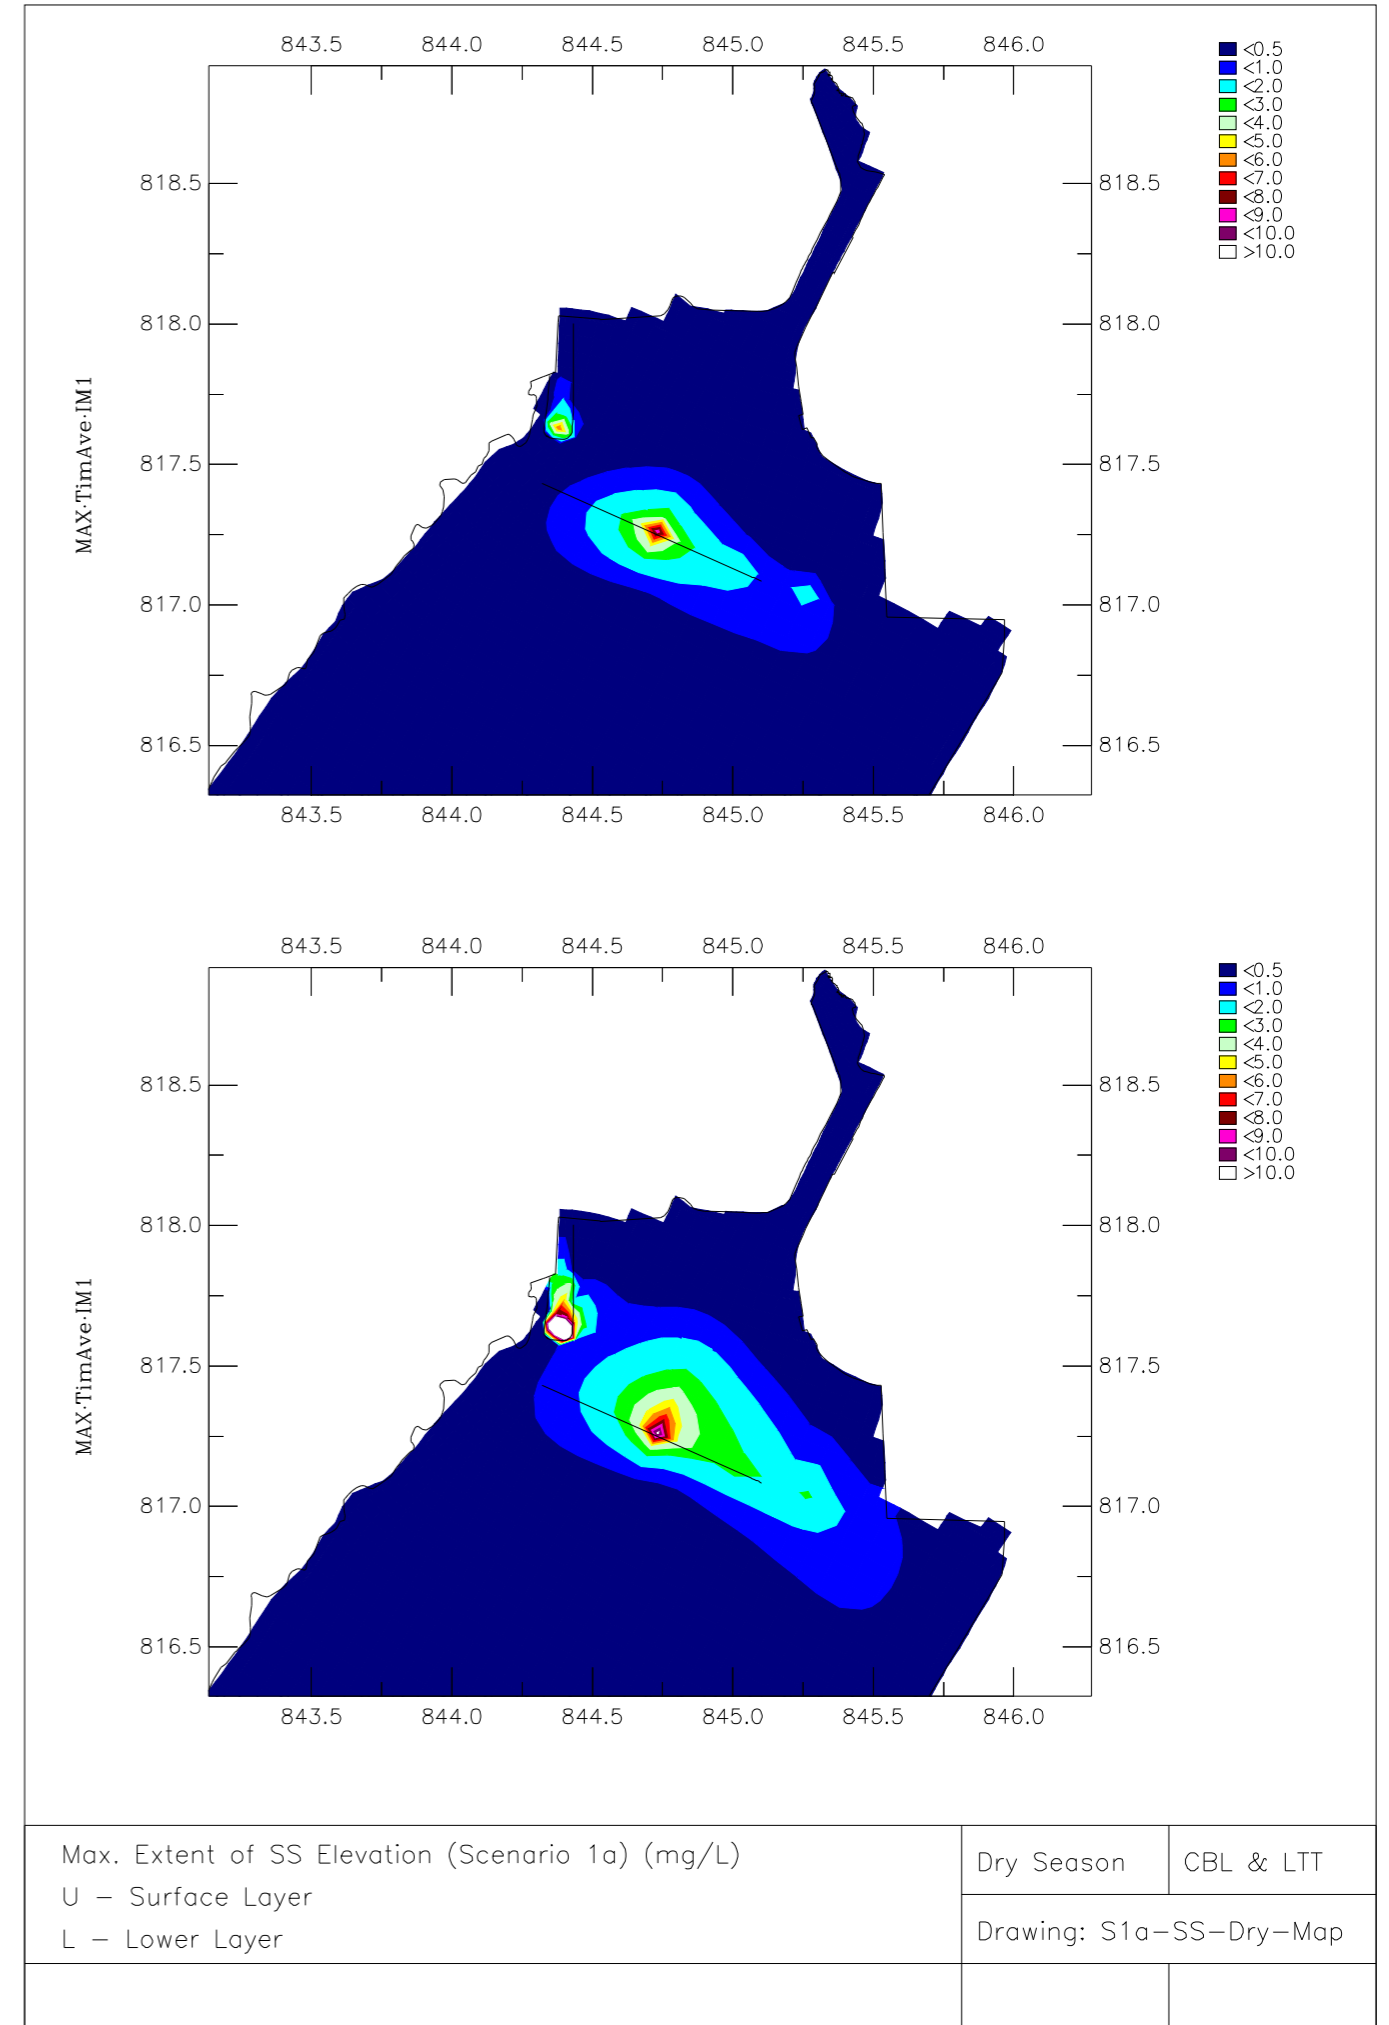 843.5 844.0 844.5 845.0 845.5 846.0
<0.5
<1.0
<2.0
<3.0
<4.0
<5.0
<6.0
<7.0
<8.0
<9.0
<10.0
>10.0
818.5 818.5
818.0 818.0
817.5 817.5
817.0 817.0
816.5 816.5
MAX·TimAve·IM1
843.5 844.0 844.5 845.0 845.5 846.0
843.5 844.0 844.5 845.0 845.5 846.0
<0.5
<1.0
<2.0
<3.0
<4.0
<5.0
<6.0
<7.0
<8.0
<9.0
<10.0
>10.0
818.5 818.5
818.0 818.0
817.5 817.5
817.0 817.0
816.5 816.5
MAX·TimAve·IM1
843.5 844.0 844.5 845.0 845.5 846.0
Max. Extent of SS Elevation (Scenario 1a) (mg/L)
U – Surface Layer
L – Lower Layer
Dry Season
CBL & LTT
Drawing: S1a–SS–Dry–Map